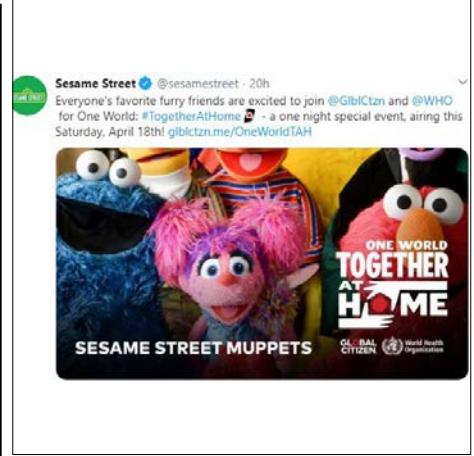 SESAME STREET
Sesame Street @sesamestreet · 20h
Everyone's favorite furry friends are excited to join @GlblCtzn and @WHO
for One World: #TogetherAtHome - a one night special event, airing this
Saturday, April 18th! glblctzn.me/OneWorldTAH
ONE WORLD
TOGETHER
AT
HOME
SESAME STREET MUPPETS
GLOBAL
CITIZEN
World Health
Organization